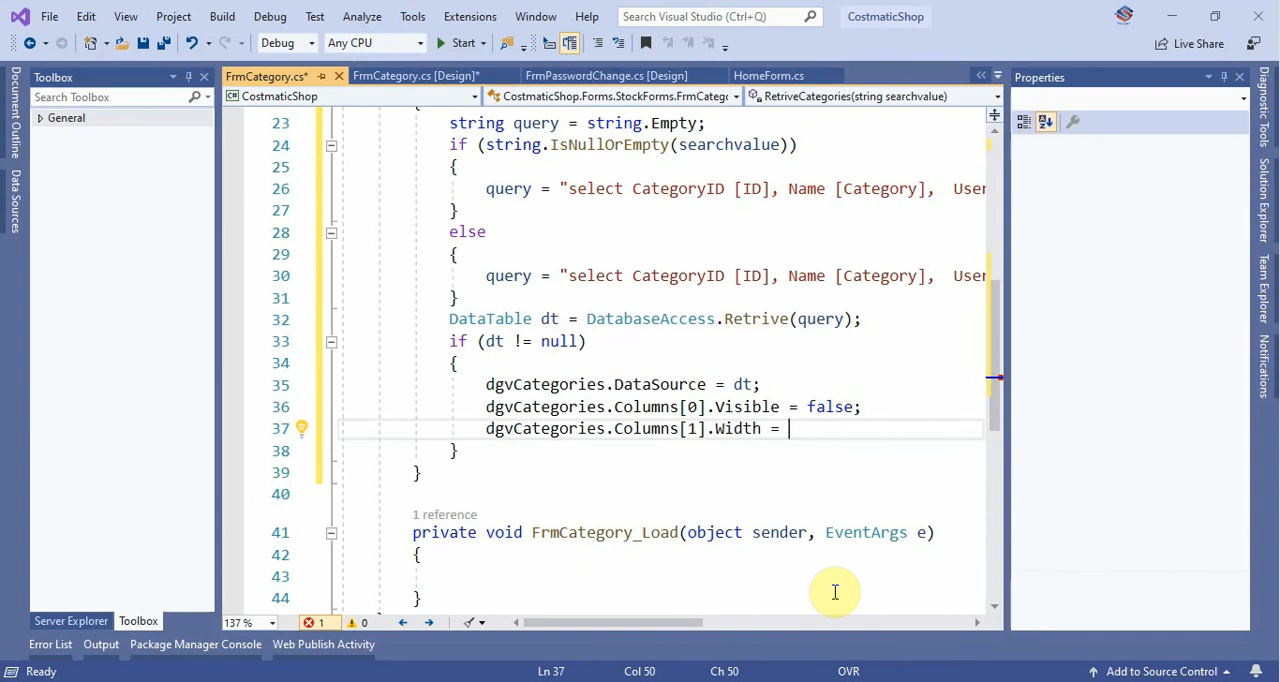 File Edit View Project Build Debug Test Analyze Tools Extensions Window Help Search Visual Studio (Ctrl+Q) CostmaticShop
Debug Any CPU Start Live Share
Toolbox
Search Toolbox
General
Document Outline
Data Sources
FrmCategory.cs* FrmCategory.cs [Design]* FrmPasswordChange.cs [Design] HomeForm.cs
CostmaticShop CostmaticShop.Forms.StockForms.FrmCatego RetriveCategories(string searchvalue)
{
23 string query = string.Empty;
24 if (string.IsNullOrEmpty(searchvalue))
25 {
26 query = "select CategoryID [ID], Name [Category],  User
27 }
28 else
29 {
30 query = "select CategoryID [ID], Name [Category],  User
31 }
32 DataTable dt = DatabaseAccess.Retrive(query);
33 if (dt != null)
34 {
35 dgvCategories.DataSource = dt;
36 dgvCategories.Columns[0].Visible = false;
37 dgvCategories.Columns[1].Width =
38 }
39 }
40
1 reference
41 private void FrmCategory_Load(object sender, EventArgs e)
42 {
43
44 }
137 % 1 0
Properties
Diagnostic Tools
Solution Explorer
Team Explorer
Notifications
Server Explorer Toolbox
Error List Output Package Manager Console Web Publish Activity
Ready Ln 37 Col 50 Ch 50 OVR Add to Source Control